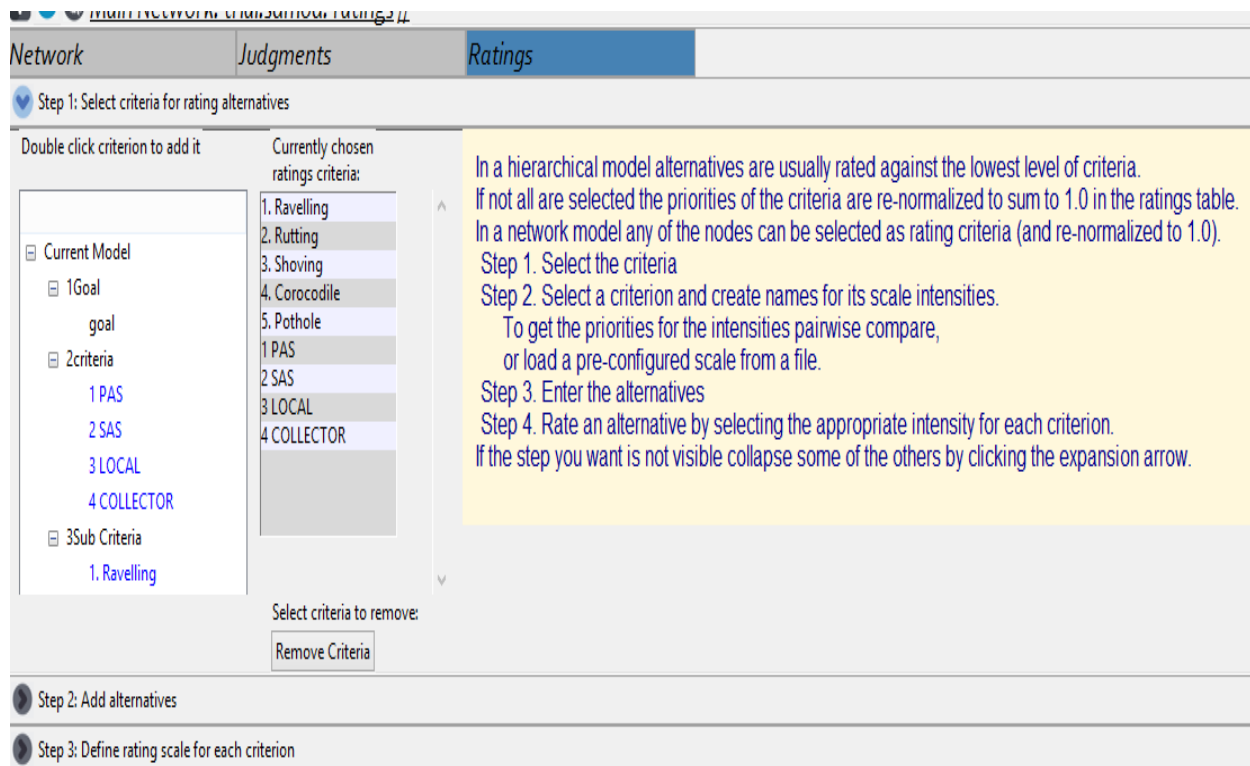 Main Network: trial.sdmod: ratings//
Network Judgments Ratings
Step 1: Select criteria for rating alternatives
Double click criterion to add it
Current Model
1Goal
goal
2criteria
1 PAS
2 SAS
3 LOCAL
4 COLLECTOR
3Sub Criteria
1. Ravelling
Currently chosen
ratings criteria:
1. Ravelling
2. Rutting
3. Shoving
4. Corocodile
5. Pothole
1 PAS
2 SAS
3 LOCAL
4 COLLECTOR
Select criteria to remove:
Remove Criteria
In a hierarchical model alternatives are usually rated against the lowest level of criteria.
If not all are selected the priorities of the criteria are re-normalized to sum to 1.0 in the ratings table.
In a network model any of the nodes can be selected as rating criteria (and re-normalized to 1.0).
Step 1. Select the criteria
Step 2. Select a criterion and create names for its scale intensities.
To get the priorities for the intensities pairwise compare,
or load a pre-configured scale from a file.
Step 3. Enter the alternatives
Step 4. Rate an alternative by selecting the appropriate intensity for each criterion.
If the step you want is not visible collapse some of the others by clicking the expansion arrow.
Step 2: Add alternatives
Step 3: Define rating scale for each criterion